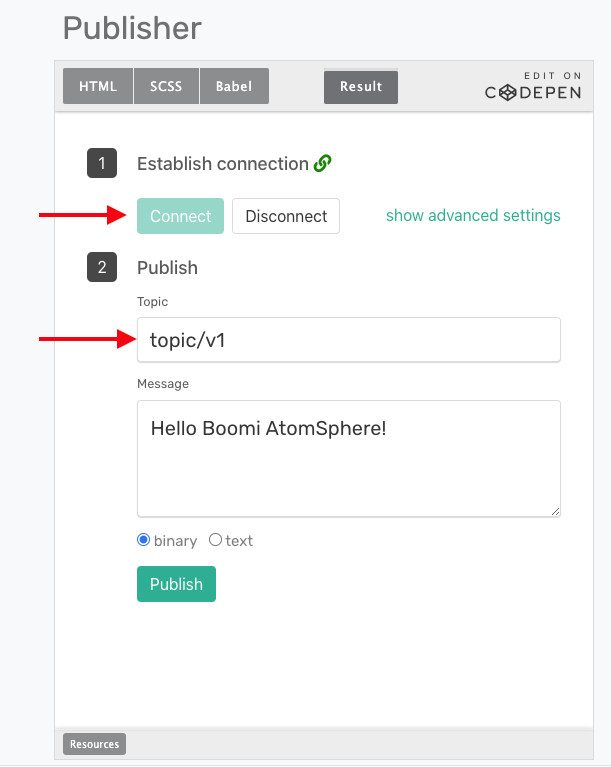 Publisher
HTML SCSS Babel Result EDIT ON
CODEPEN
1 Establish connection
Connect Disconnect show advanced settings
2 Publish
Topic
topic/v1
Message
Hello Boomi AtomSphere!
binary text
Publish
Resources